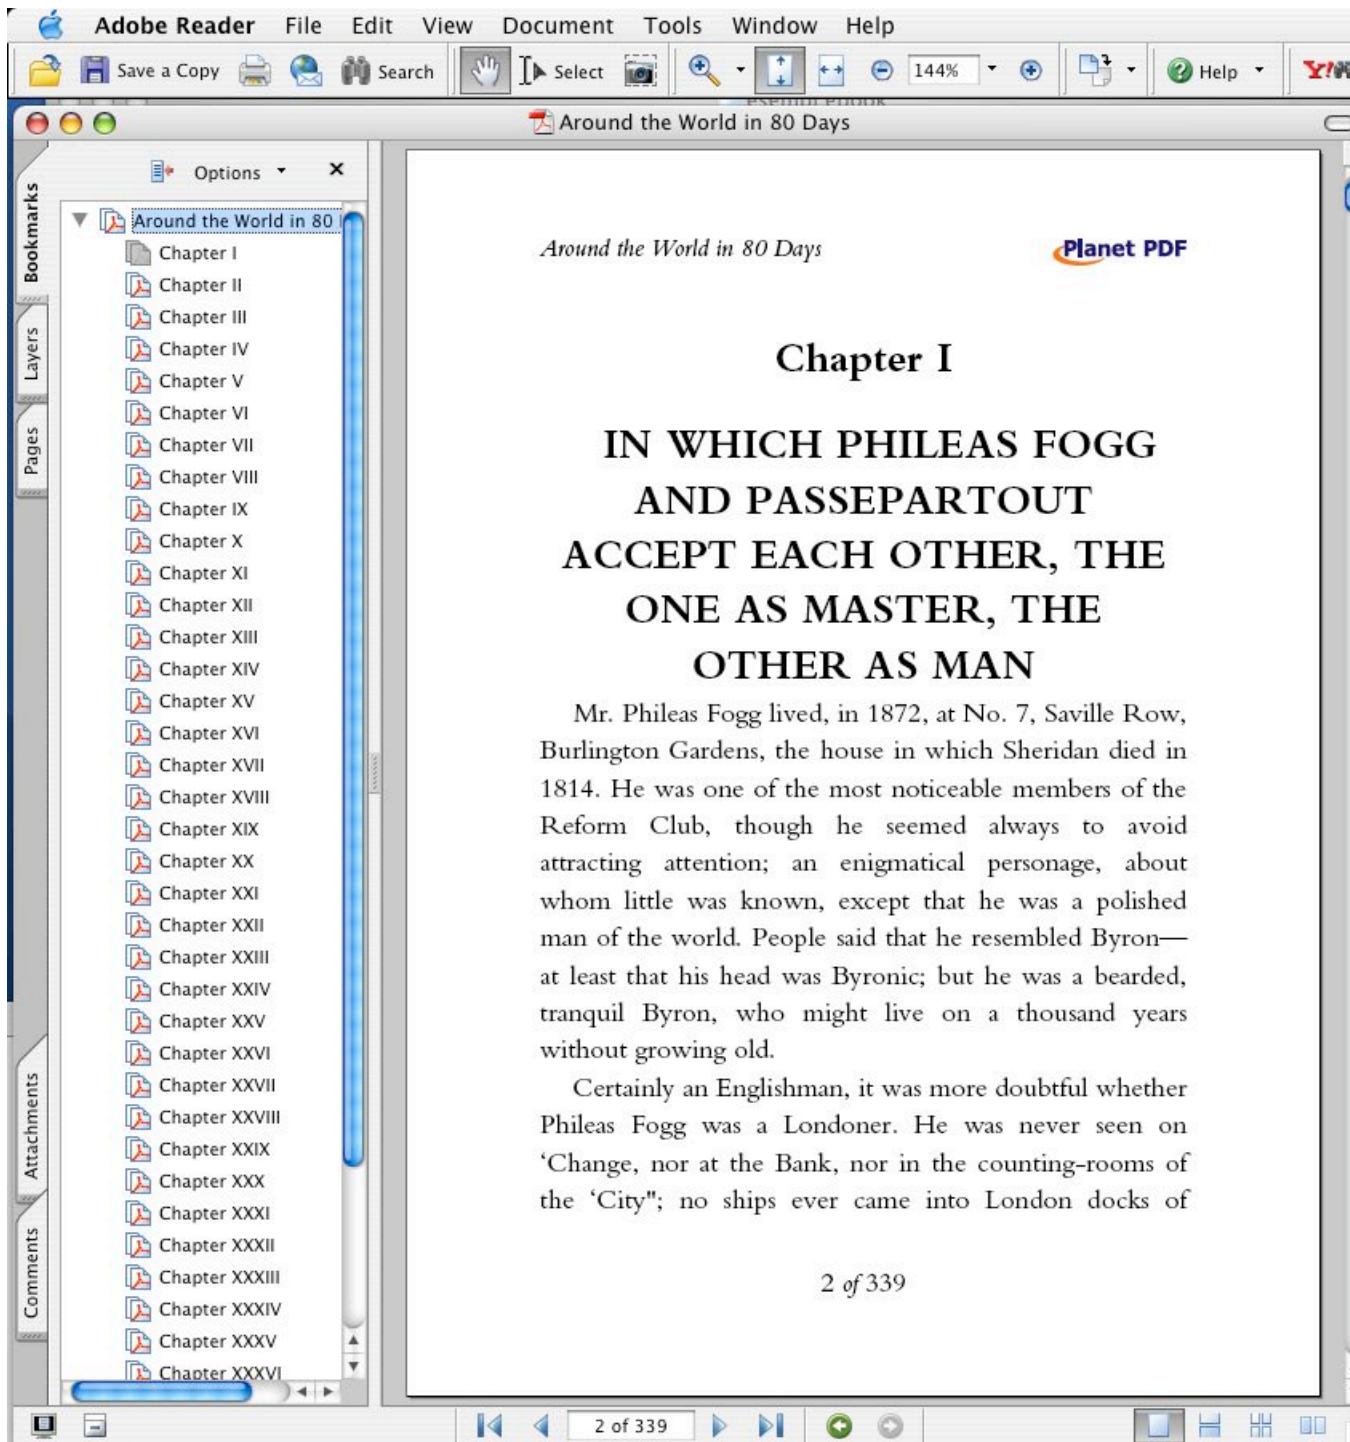 Adobe Reader File Edit View Document Tools Window Help
Save a Copy Search Select 144% Help Y!
Around the World in 80 Days
Options
Bookmarks
Layers
Pages
Attachments
Comments
Around the World in 80
Chapter I
Chapter II
Chapter III
Chapter IV
Chapter V
Chapter VI
Chapter VII
Chapter VIII
Chapter IX
Chapter X
Chapter XI
Chapter XII
Chapter XIII
Chapter XIV
Chapter XV
Chapter XVI
Chapter XVII
Chapter XVIII
Chapter XIX
Chapter XX
Chapter XXI
Chapter XXII
Chapter XXIII
Chapter XXIV
Chapter XXV
Chapter XXVI
Chapter XXVII
Chapter XXVIII
Chapter XXIX
Chapter XXX
Chapter XXXI
Chapter XXXII
Chapter XXXIII
Chapter XXXIV
Chapter XXXV
Chapter XXXVI
Around the World in 80 Days Planet PDF
Chapter I
IN WHICH PHILEAS FOGG
AND PASSEPARTOUT
ACCEPT EACH OTHER, THE
ONE AS MASTER, THE
OTHER AS MAN
Mr. Phileas Fogg lived, in 1872, at No. 7, Saville Row,
Burlington Gardens, the house in which Sheridan died in
1814. He was one of the most noticeable members of the
Reform Club, though he seemed always to avoid
attracting attention; an enigmatical personage, about
whom little was known, except that he was a polished
man of the world. People said that he resembled Byron—
at least that his head was Byronic; but he was a bearded,
tranquil Byron, who might live on a thousand years
without growing old.
Certainly an Englishman, it was more doubtful whether
Phileas Fogg was a Londoner. He was never seen on
‘Change, nor at the Bank, nor in the counting-rooms of
the ‘City"; no ships ever came into London docks of
2 of 339
2 of 339